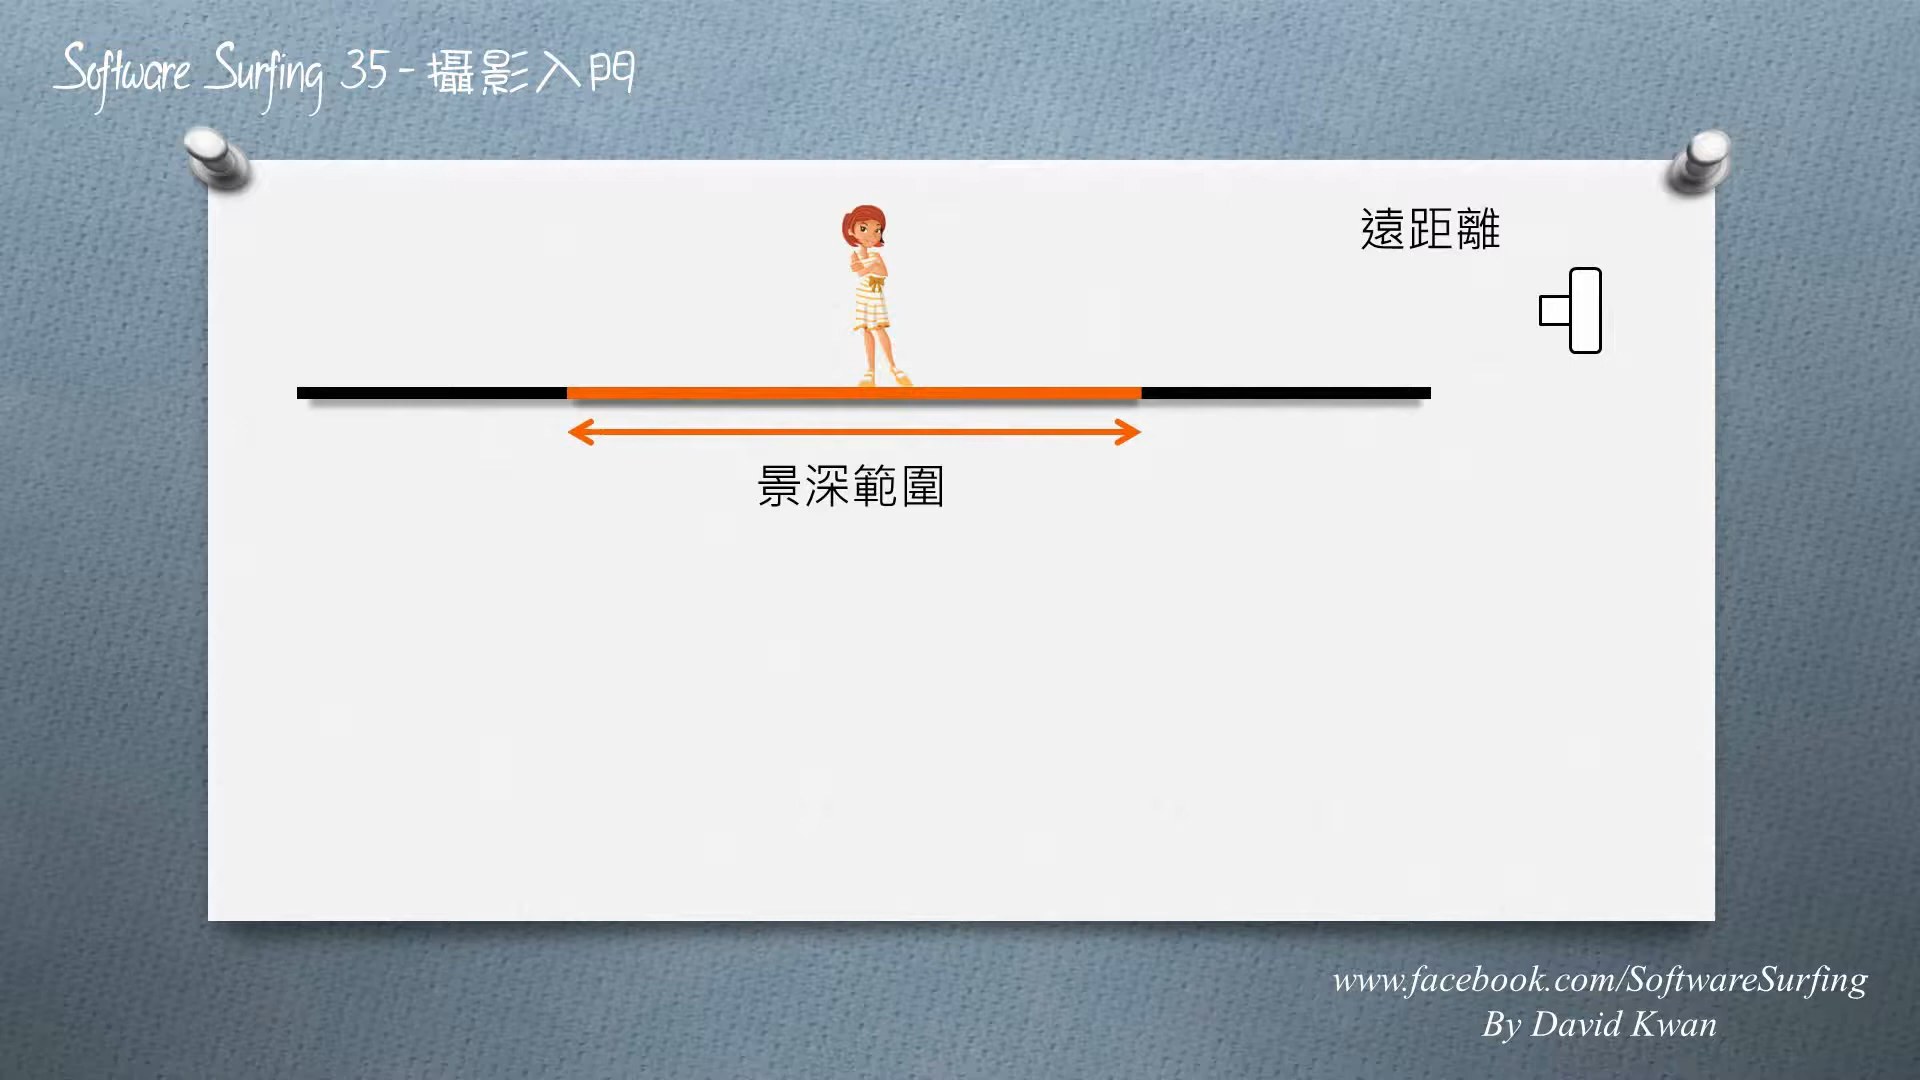 Software Surfing 35 - 攝影入門
遠距離
景深範圍
www.facebook.com/SoftwareSurfing
By David Kwan